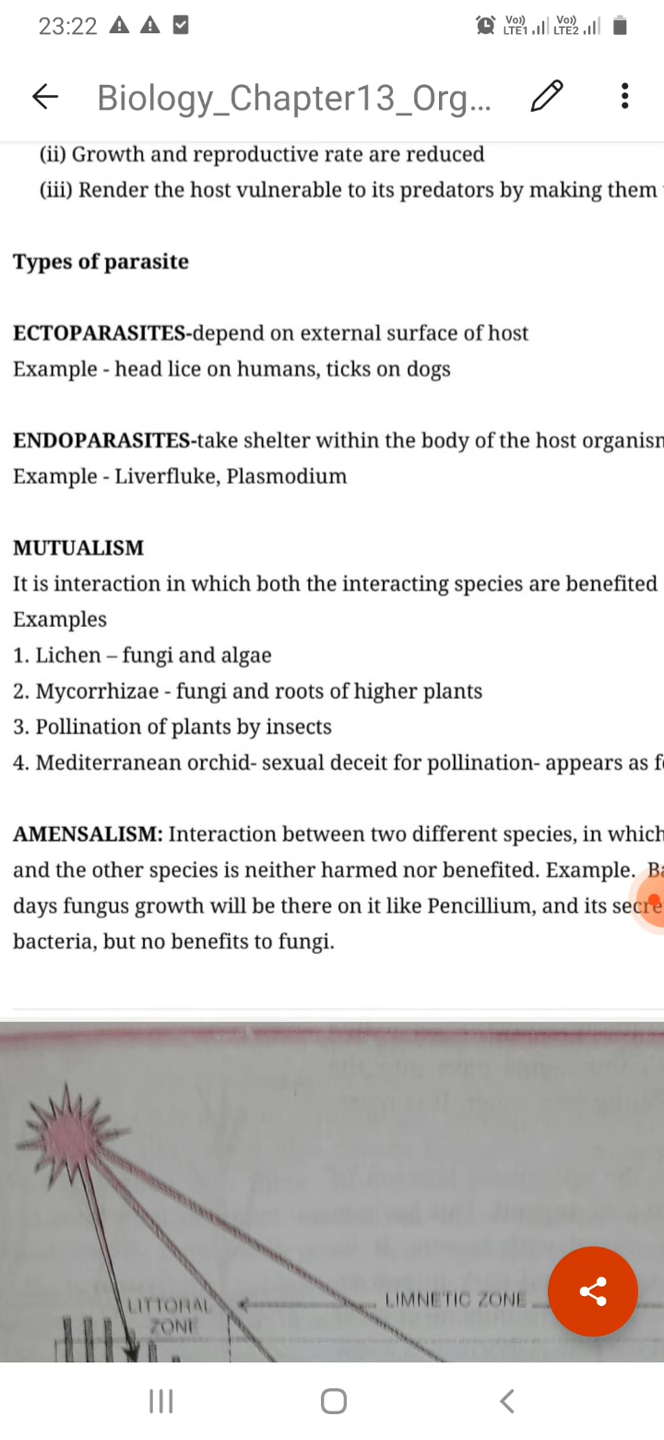 23:22
Vo)) LTE1 Vo)) LTE2
Biology_Chapter13_Org...
(ii) Growth and reproductive rate are reduced
(iii) Render the host vulnerable to its predators by making them
Types of parasite
ECTOPARASITES-depend on external surface of host
Example - head lice on humans, ticks on dogs
ENDOPARASITES-take shelter within the body of the host
Example - Liverfluke, Plasmodium
MUTUALISM
It is interaction in which both the interacting species are benefited
Examples
1. Lichen – fungi and algae
2. Mycorrhizae - fungi and roots of higher plants
3. Pollination of plants by insects
4. Mediterranean orchid- sexual deceit for pollination- appears as
AMENSALISM: Interaction between two different species, in which
and the other species is neither harmed nor benefited. Example.
days fungus growth will be there on it like Pencillium, and its
bacteria, but no benefits to fungi.
LITTORAL ZONE
LIMNETIC ZONE